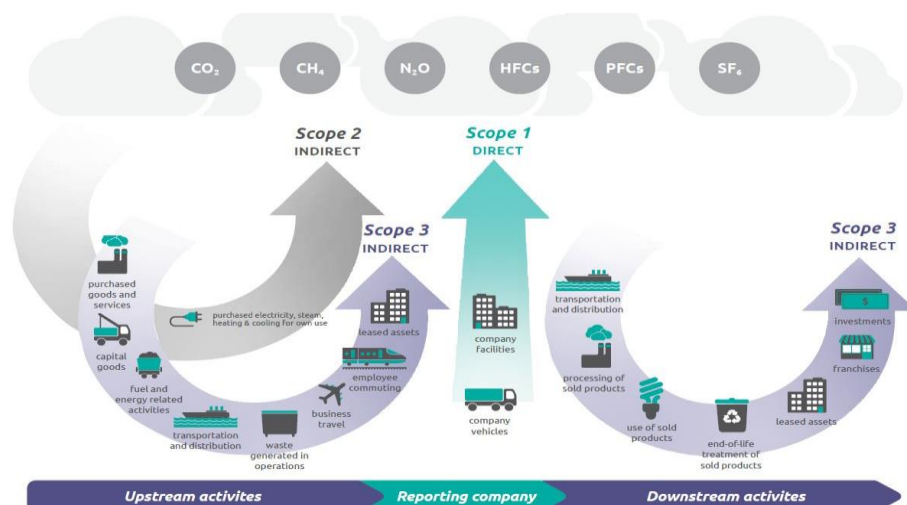 CO₂ CH₄ N₂O HFCs PFCs SF₆
Scope 2
INDIRECT
Scope 1
DIRECT
Scope 3
INDIRECT
Scope 3
INDIRECT
purchased
goods and
services
capital
goods
fuel and
energy related
activities
transportation
and distribution
waste
generated in
operations
business
travel
employee
commuting
leased assets
purchased electricity, steam,
heating & cooling for own use
company
facilities
company
vehicles
transportation
and distribution
processing of
sold products
use of sold
products
end-of-life
treatment of
sold products
leased assets
franchises
investments
Upstream activites
Reporting company
Downstream activites